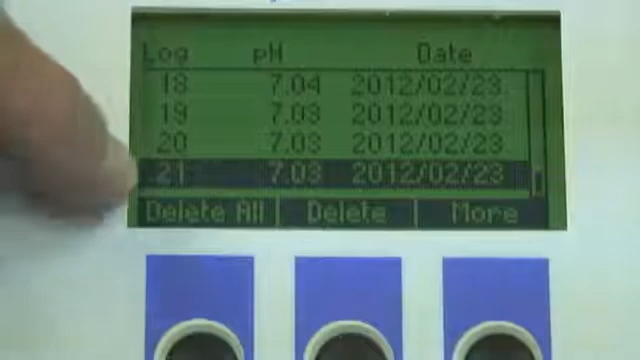 Log pH Date
18 7.04 2012/02/23
19 7.03 2012/02/23
20 7.03 2012/02/23
21 7.03 2012/02/23
Delete All Delete More